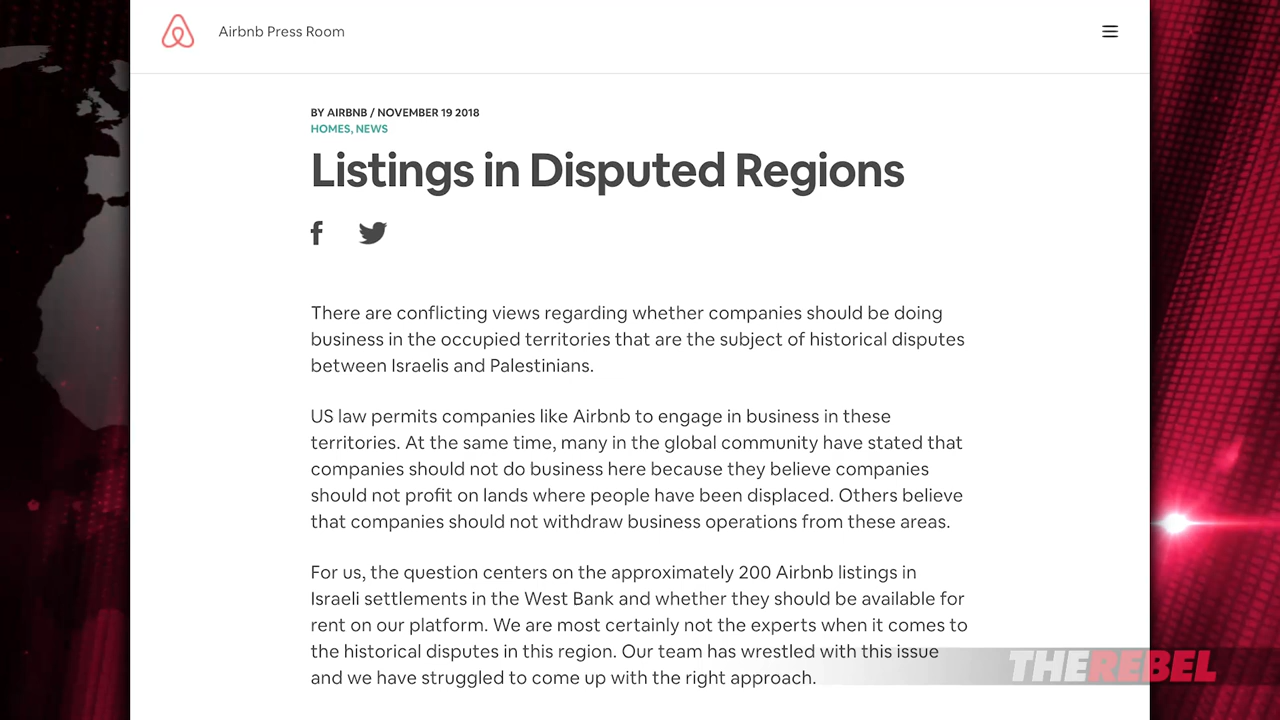 Airbnb Press Room
BY AIRBNB / NOVEMBER 19 2018
HOMES, NEWS
Listings in Disputed Regions
There are conflicting views regarding whether companies should be doing
business in the occupied territories that are the subject of historical disputes
between Israelis and Palestinians.
US law permits companies like Airbnb to engage in business in these
territories. At the same time, many in the global community have stated that
companies should not do business here because they believe companies
should not profit on lands where people have been displaced. Others believe
that companies should not withdraw business operations from these areas.
For us, the question centers on the approximately 200 Airbnb listings in
Israeli settlements in the West Bank and whether they should be available for
rent on our platform. We are most certainly not the experts when it comes to
the historical disputes in this region. Our team has wrestled with this issue
and we have struggled to come up with the right approach.
THEREBEL